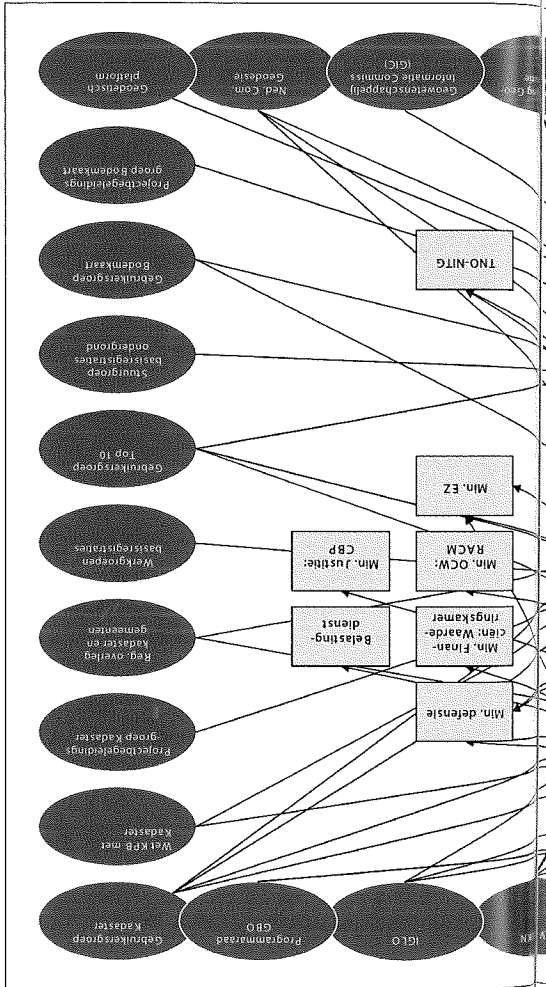 IGLO
Programmaraad
GBO
Gebruikersgroep
Kadaster
Wet KPB met
Kadaster
Projectbegeleidings
-groep Kadaster
Min. defensie
Min. Finan-
ciën: Waarde-
ringskamer
Belasting-
dienst
Reg. overleg
kadaster en
gemeenten
Min. OCW:
RACM
Min. Justitie:
CBP
Werkgroepen
basisregistraties
Min. EZ
Gebruikersgroep
Top 10
Stuurgroep
basisregistraties
ondergrond
TNO-NITG
Gebruikersgroep
Bodemkaart
Projectbegeleidings
groep Bodemkaart
Geowetenschappelij
Informatie Commiss
(GIC)
Ned. Com.
Geodesie
Geodetisch
platform